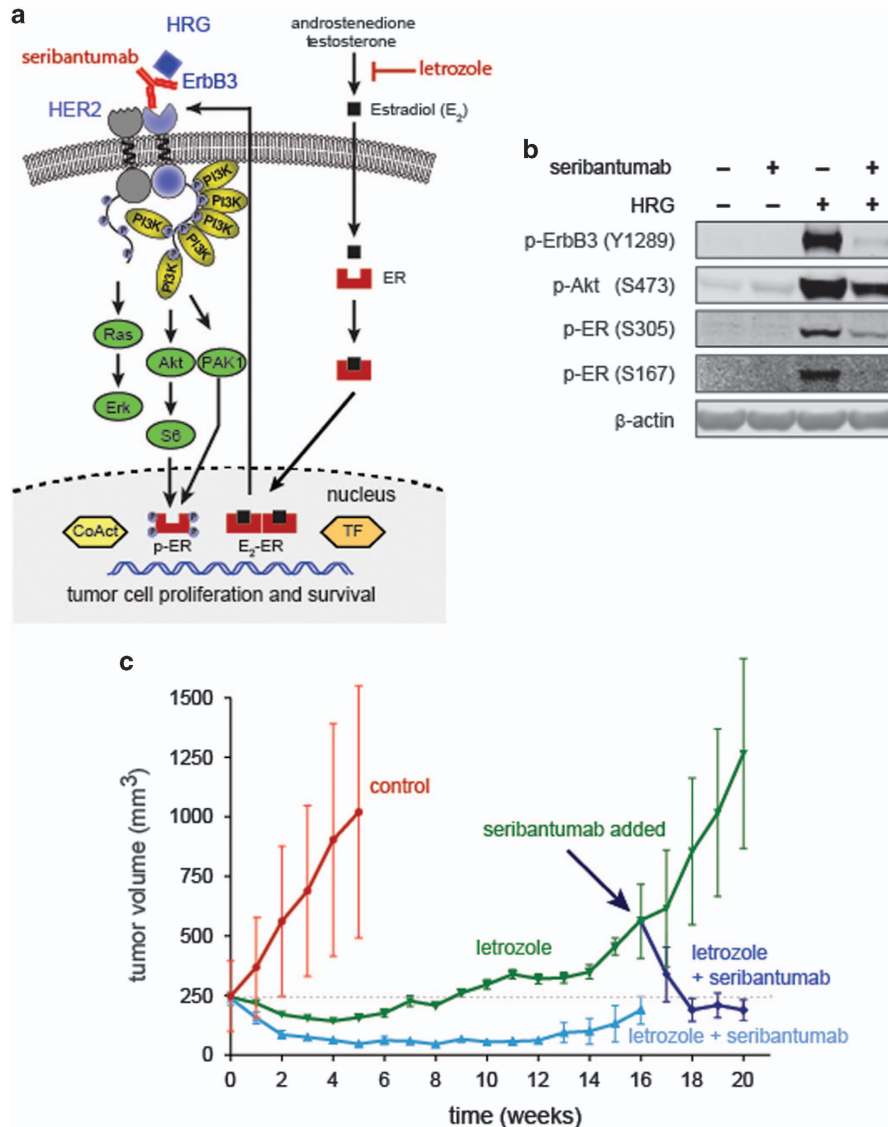 a
HRG
seribantumab
ErbB3
HER2
androstenedione
testosterone
letrozole
Estradiol (E2)
PI3K
PI3K
PI3K
PI3K
PI3K
PI3K
ER
Ras
Akt
PAK1
Erk
S6
nucleus
CoAct
p-ER
E2-ER
TF
tumor cell proliferation and survival
b
seribantumab – + – +
HRG – – + +
p-ErbB3 (Y1289)
p-Akt (S473)
p-ER (S305)
p-ER (S167)
β-actin
c
tumor volume (mm3)
1500
1250
1000
750
500
250
0
control
seribantumab added
letrozole
letrozole
+ seribantumab
letrozole + seribantumab
0 2 4 6 8 10 12 14 16 18 20
time (weeks)